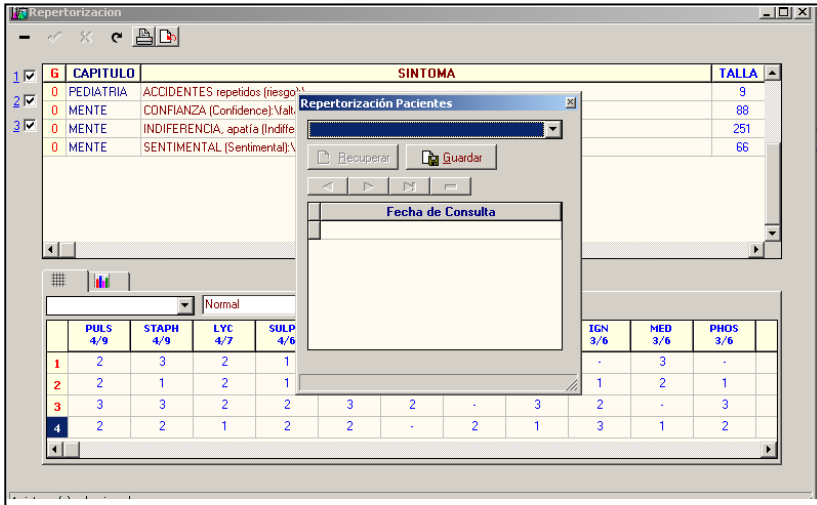 Repertorizacion
1
2
3
G CAPITULO SINTOMA TALLA
0 PEDIATRIA ACCIDENTES repetidos (riesgo):\ 9
0 MENTE CONFIANZA (Confidence):\falt 88
0 MENTE INDIFERENCIA, apatía (Indiffe 251
0 MENTE SENTIMENTAL (Sentimental):\ 66
Repertorización Pacientes
Recuperar Guardar
Fecha de Consulta
Normal
PULS STAPH LYC SULP IGN MED PHOS
4/9 4/9 4/7 4/6 3/6 3/6 3/6
1 2 3 2 1 - 3 -
2 2 1 2 1 1 2 1
3 3 3 2 2 3 2 - 3 2 - 3
4 2 2 1 2 2 - 2 1 3 1 2